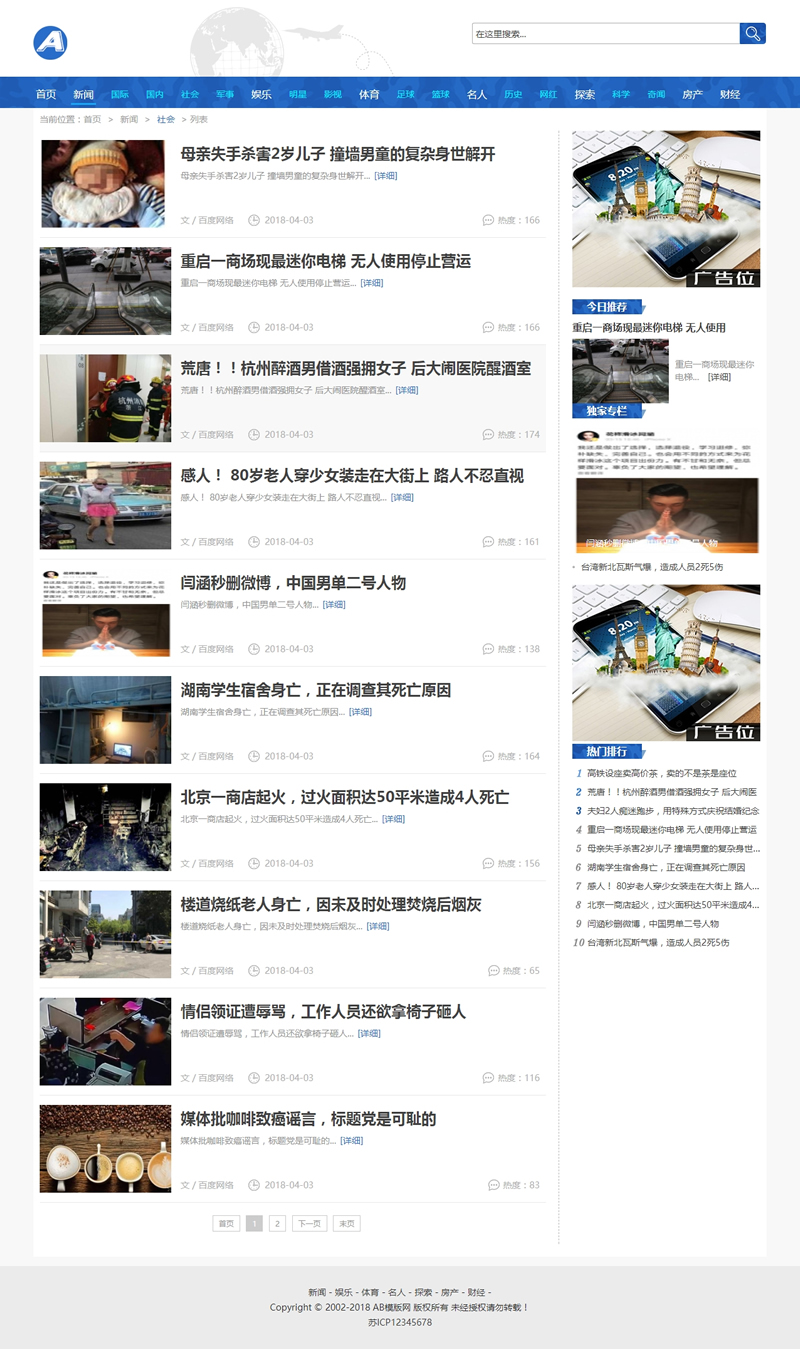 在这里搜索...
首页 新闻 国际 国内 社会 军事 娱乐 明星 影视 体育 足球 篮球 名人 历史 网红 探索 科学 奇闻 房产 财经
当前位置：首页 > 新闻 > 社会 > 列表
母亲失手杀害2岁儿子 撞墙男童的复杂身世解开
母亲失手杀害2岁儿子 撞墙男童的复杂身世解开... [详细]
文 / 百度网络 2018-04-03 热度：166
重启一商场现最迷你电梯 无人使用停止营运
重启一商场现最迷你电梯 无人使用停止营运... [详细]
文 / 百度网络 2018-04-03 热度：166
荒唐！！杭州醉酒男借酒强拥女子 后大闹医院醒酒室
荒唐！！杭州醉酒男借酒强拥女子 后大闹医院醒酒室... [详细]
文 / 百度网络 2018-04-03 热度：174
感人！ 80岁老人穿少女装走在大街上 路人不忍直视
感人！ 80岁老人穿少女装走在大街上 路人不忍直视... [详细]
文 / 百度网络 2018-04-03 热度：161
闫涵秒删微博，中国男单二号人物
闫涵秒删微博，中国男单二号人物... [详细]
文 / 百度网络 2018-04-03 热度：138
湖南学生宿舍身亡，正在调查其死亡原因
湖南学生宿舍身亡，正在调查其死亡原因... [详细]
文 / 百度网络 2018-04-03 热度：164
北京一商店起火，过火面积达50平米造成4人死亡
北京一商店起火，过火面积达50平米造成4人死亡... [详细]
文 / 百度网络 2018-04-03 热度：156
楼道烧纸老人身亡，因未及时处理焚烧后烟灰
楼道烧纸老人身亡，因未及时处理焚烧后烟灰... [详细]
文 / 百度网络 2018-04-03 热度：65
情侣领证遭辱骂，工作人员还欲拿椅子砸人
情侣领证遭辱骂，工作人员还欲拿椅子砸人... [详细]
文 / 百度网络 2018-04-03 热度：116
媒体批咖啡致癌谣言，标题党是可耻的
媒体批咖啡致癌谣言，标题党是可耻的... [详细]
文 / 百度网络 2018-04-03 热度：83
首页 1 2 下一页 末页
8:20
广告位
今日推荐
重启一商场现最迷你电梯 无人使用
重启一商场现最迷你
电梯... [详细]
独家专栏
闫涵秒删微博，中国男单二号人物
· 台湾新北瓦斯气爆，造成人员2死5伤
8:20
广告位
热门排行
1 高铁设座卖高价茶，卖的不是茶是座位
2 荒唐！！杭州醉酒男借酒强拥女子 后大闹医
3 夫妇2人痴迷跑步，用特殊方式庆祝结婚纪念
4 重启一商场现最迷你电梯 无人使用停止营运
5 母亲失手杀害2岁儿子 撞墙男童的复杂身世...
6 湖南学生宿舍身亡，正在调查其死亡原因
7 感人！ 80岁老人穿少女装走在大街上 路人...
8 北京一商店起火，过火面积达50平米造成4...
9 闫涵秒删微博，中国男单二号人物
10 台湾新北瓦斯气爆，造成人员2死5伤
新闻 - 娱乐 - 体育 - 名人 - 探索 - 房产 - 财经 -
Copyright © 2002-2018 AB模版网 版权所有 未经授权请勿转载！
苏ICP12345678